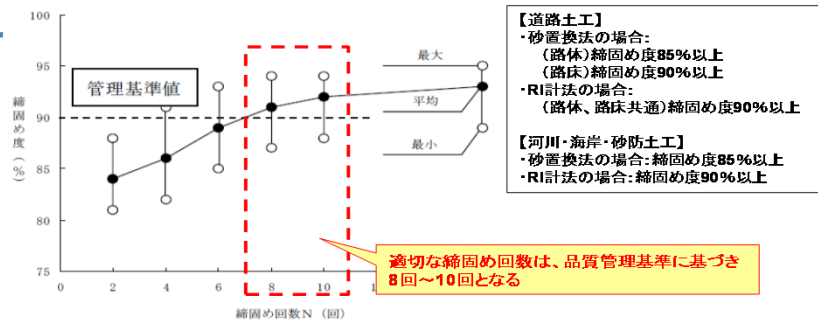 95
90
85
80
75
締固め度(%)
管理基準値
最大
平均
最小
0
2
4
6
8
10
1
締固め回数N(回)
適切な締固め回数は、品質管理基準に基づき
8回~10回となる
【道路土工】
・砂置換法の場合:
(路体)締固め度85%以上
(路床)締固め度90%以上
・RI計法の場合:
(路体、路床共通)締固め度90%以上
【河川・海岸・砂防土工】
・砂置換法の場合:締固め度85%以上
・RI計法の場合:締固め度90%以上